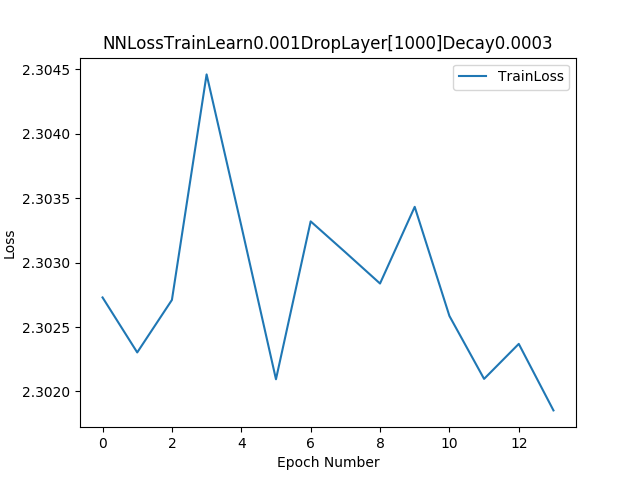 NNLossTrainLearn0.001DropLayer[1000]Decay0.0003
TrainLoss
2.3045
2.3040
2.3035
2.3030
2.3025
2.3020
Loss
0 2 4 6 8 10 12
Epoch Number